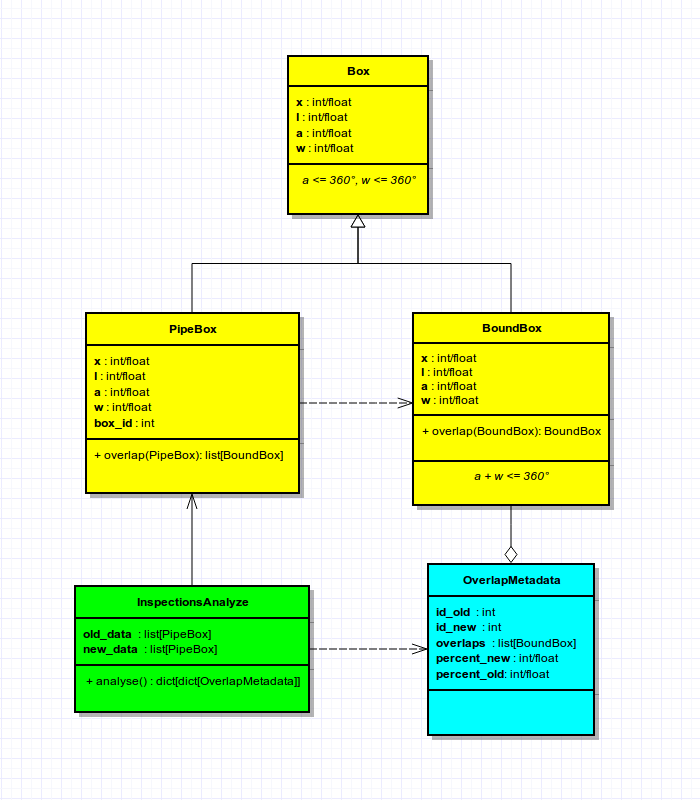 Box
x : int/float
l : int/float
a : int/float
w : int/float
a <= 360°, w <= 360°
PipeBox
x : int/float
l : int/float
a : int/float
w : int/float
box_id : int
+ overlap(PipeBox): list[BoundBox]
BoundBox
x : int/float
l : int/float
a : int/float
w : int/float
+ overlap(BoundBox): BoundBox
a + w <= 360°
InspectionsAnalyze
old_data : list[PipeBox]
new_data : list[PipeBox]
+ analyse() : dict[dict[OverlapMetadata]]
OverlapMetadata
id_old : int
id_new : int
overlaps : list[BoundBox]
percent_new : int/float
percent_old: int/float